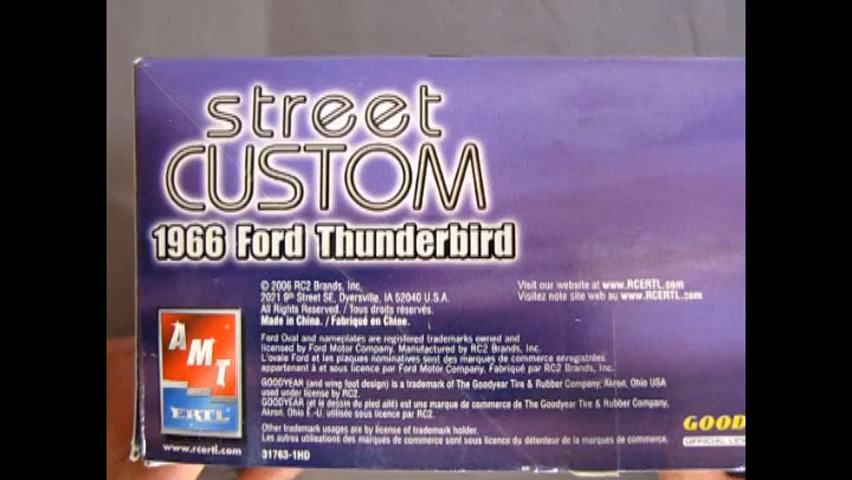 street
CUSTOM
1966 Ford Thunderbird
© 2006 RC2 Brands, Inc.
2021 9th Street SE, Dyersville, IA 52040 U.S.A.
All Rights Reserved. / Tous droits réservés.
Made in China. / Fabriqué en Chine.
Visit our website at www.RCERTL.com
Visitez note site web au www.RCERTL.com
Ford Oval and nameplates are registered trademarks owned and
licensed by Ford Motor Company. Manufactured by RC2 Brands, Inc.
L'ovale Ford et les plaques nominatives sont des marques de commerce enregistrées
appartenant à et sous licence par Ford Motor Company. Fabriqué par RC2 Brands, Inc.
GOODYEAR (and wing foot design) is a trademark of The Goodyear Tire & Rubber Company, Akron, Ohio USA
used under license by RC2.
GOODYEAR (et le dessin du pied ailé) est une marque de commerce de The Goodyear Tire & Rubber Company,
Akron, Ohio E.-U. utilisée sous licence par RC2.
Other trademark usages are by license of trademark holder.
Les autres utilisations des marques de commerce sont sous licence du détenteur de la marques de commerce.
31763-1HD
AMT
ERTL
www.rcertl.com
GOOD
OFFICIAL